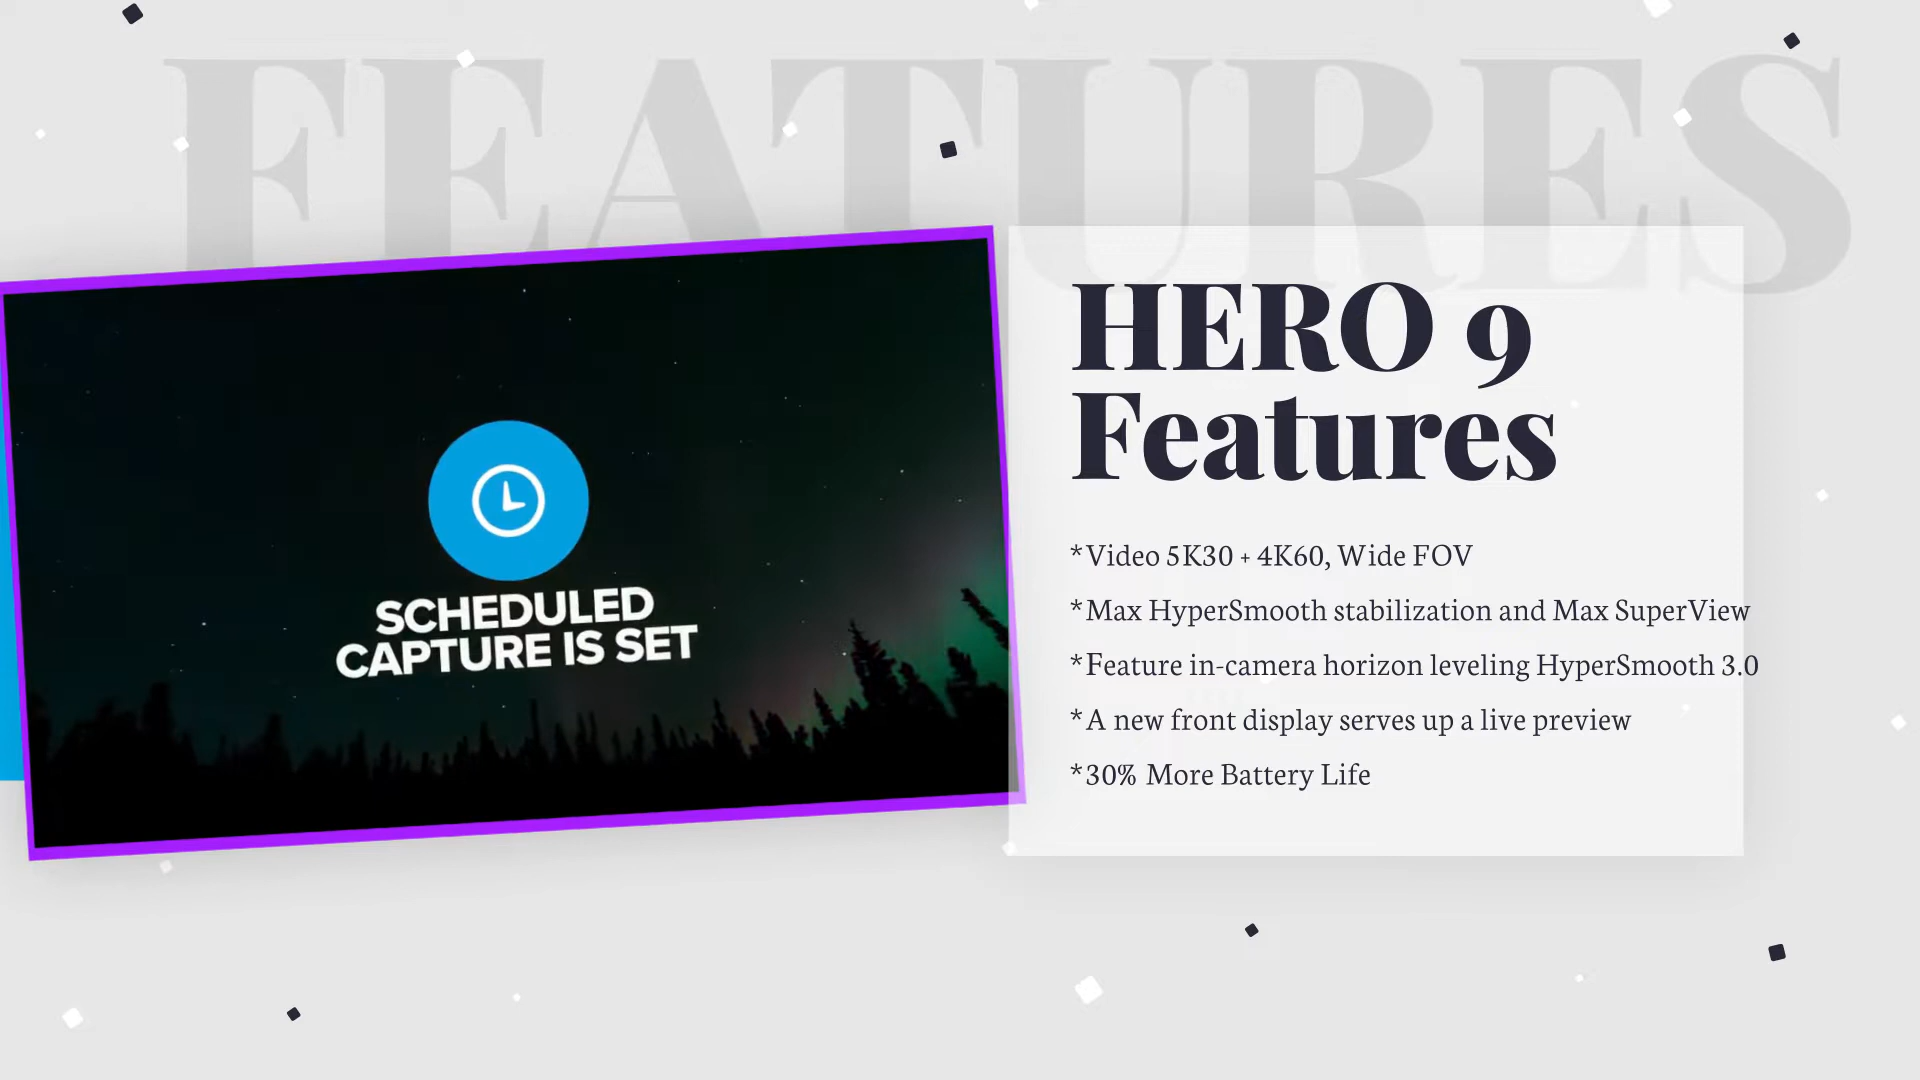 FEATURES
SCHEDULED
CAPTURE IS SET
HERO 9
Features
*Video 5K30 + 4K60, Wide FOV
*Max HyperSmooth stabilization and Max SuperView
*Feature in-camera horizon leveling HyperSmooth 3.0
*A new front display serves up a live preview
*30% More Battery Life